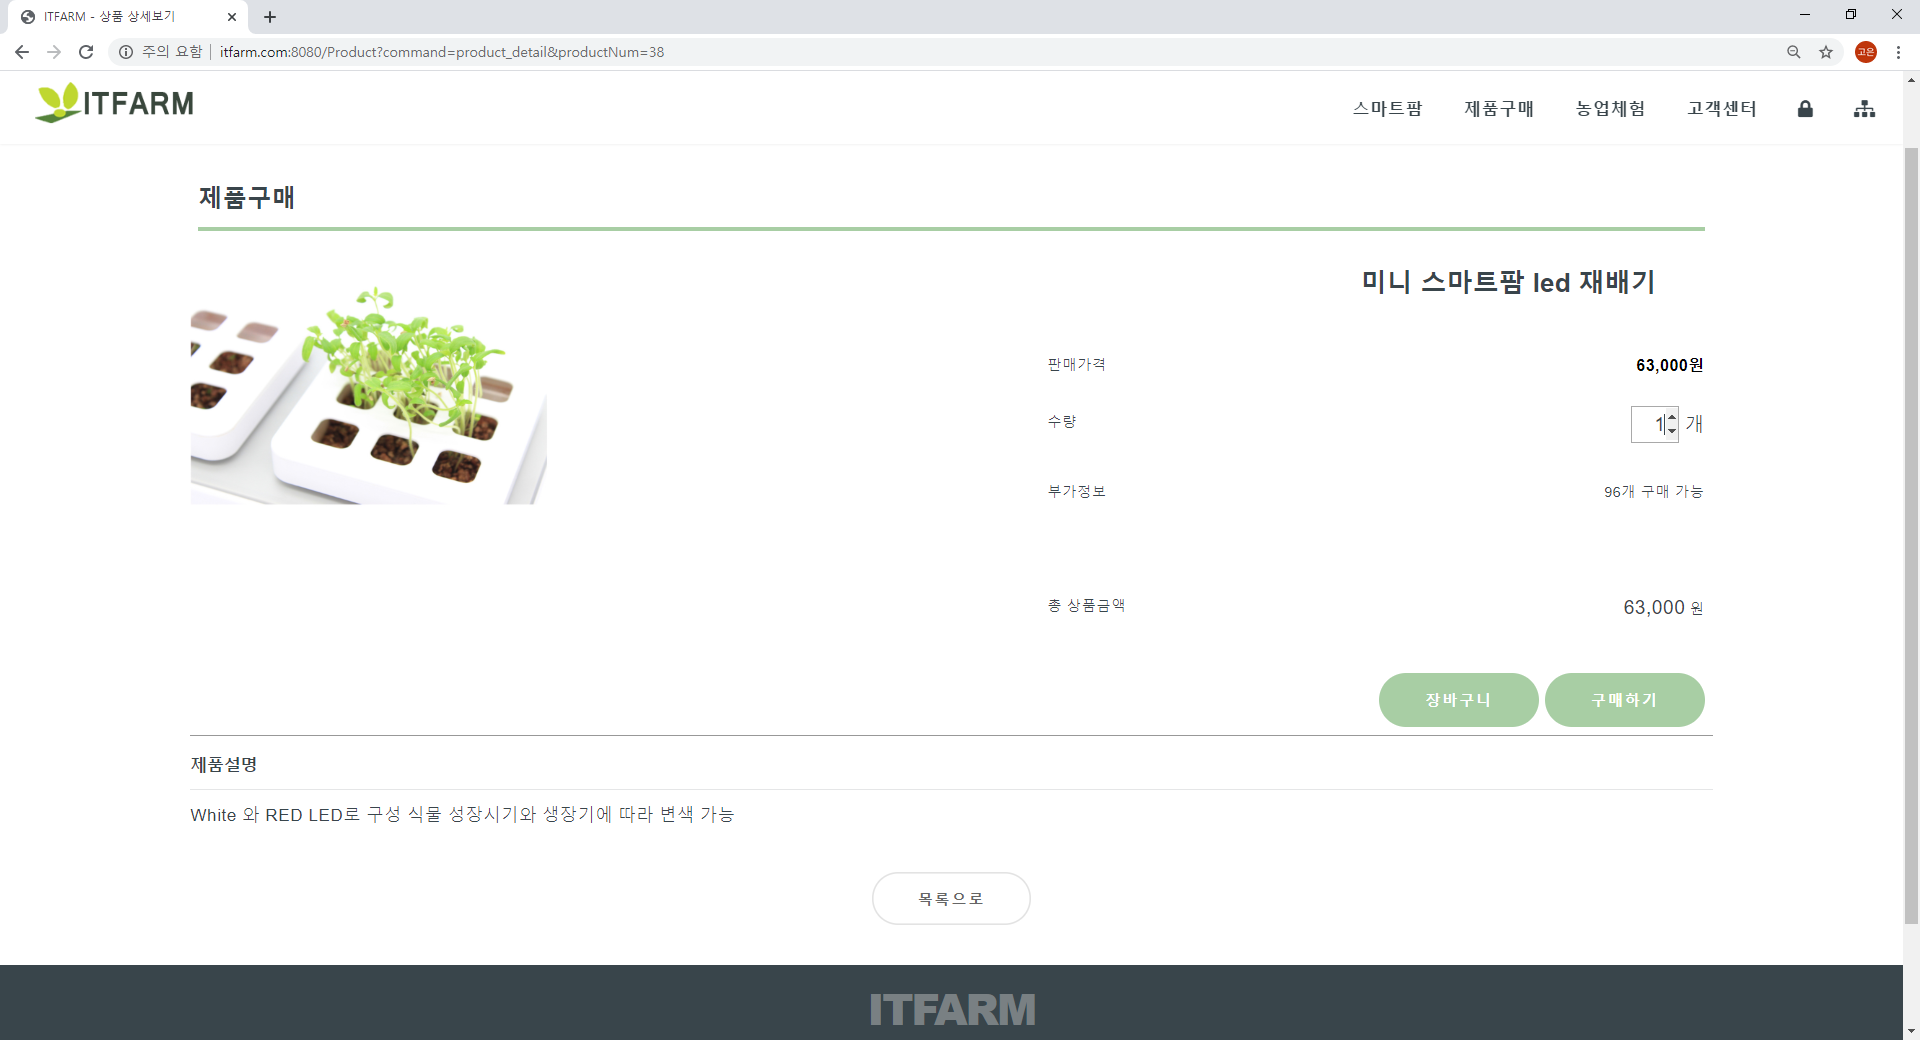 ITFARM - 상품 상세보기
주의 요함 itfarm.com:8080/Product?command=product_detail&productNum=38
고은
ITFARM
스마트팜 제품구매 농업체험 고객센터
제품구매
미니 스마트팜 led 재배기
판매가격 63,000원
수량 1 개
부가정보 96개 구매 가능
총 상품금액 63,000 원
장바구니 구매하기
제품설명
White 와 RED LED로 구성 식물 성장시기와 생장기에 따라 변색 가능
목록으로
ITFARM